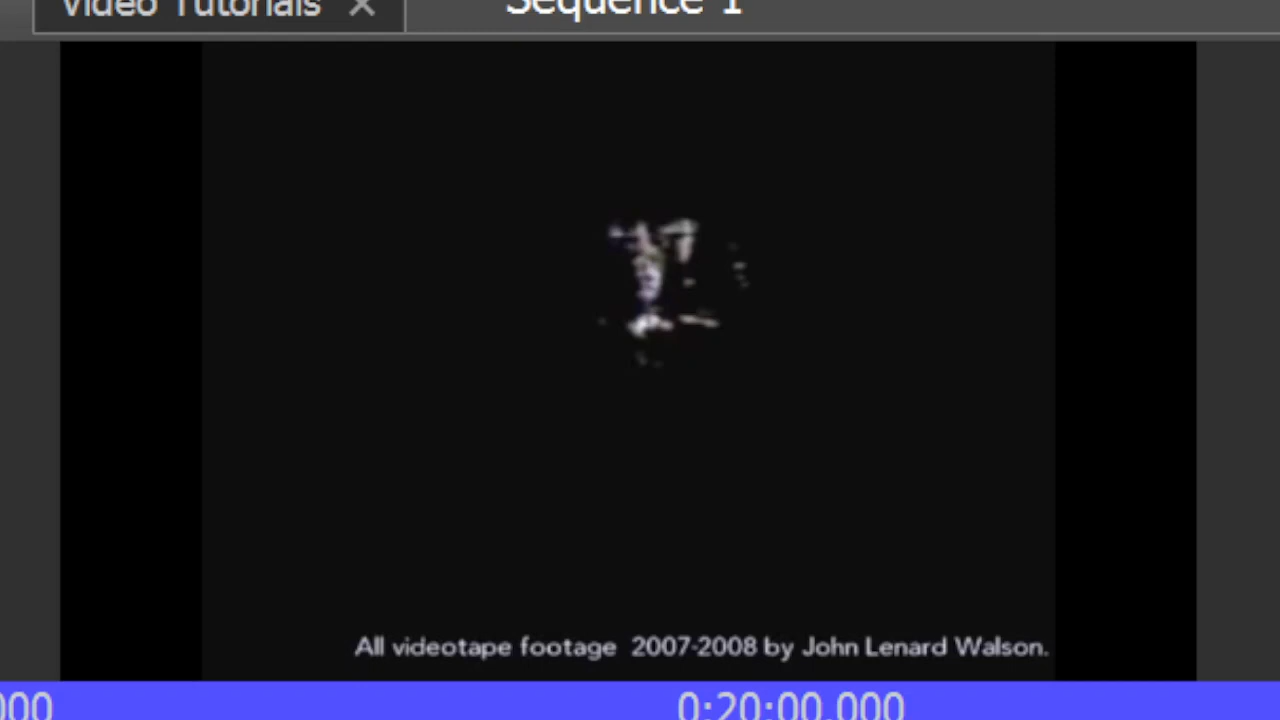 Video Tutorials ×
Sequence 1
All videotape footage 2007-2008 by John Lenard Walson.
000
0:20:00.000